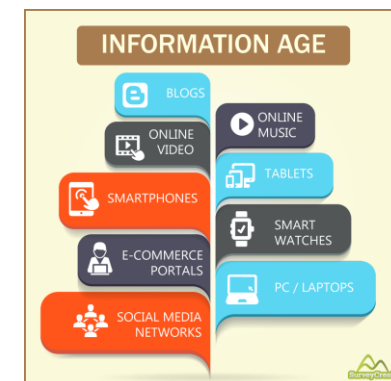 INFORMATION AGE
BLOGS
ONLINE
VIDEO
SMARTPHONES
E-COMMERCE
PORTALS
SOCIAL MEDIA
NETWORKS
ONLINE
MUSIC
TABLETS
SMART
WATCHES
PC / LAPTOPS